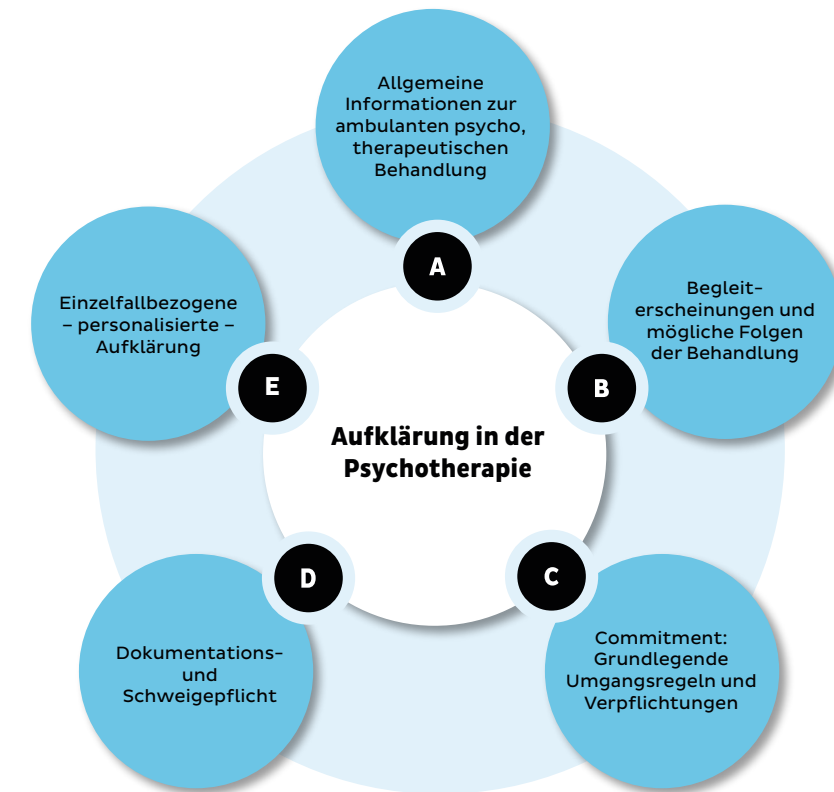 Allgemeine
Informationen zur
ambulanten psycho,
therapeutischen
Behandlung
A
Begleit-
erscheinungen und
mögliche Folgen
der Behandlung
B
Commitment:
Grundlegende
Umgangsregeln und
Verpflichtungen
C
Dokumentations-
und
Schweigepflicht
D
Einzelfallbezogene
– personalisierte –
Aufklärung
E
Aufklärung in der
Psychotherapie